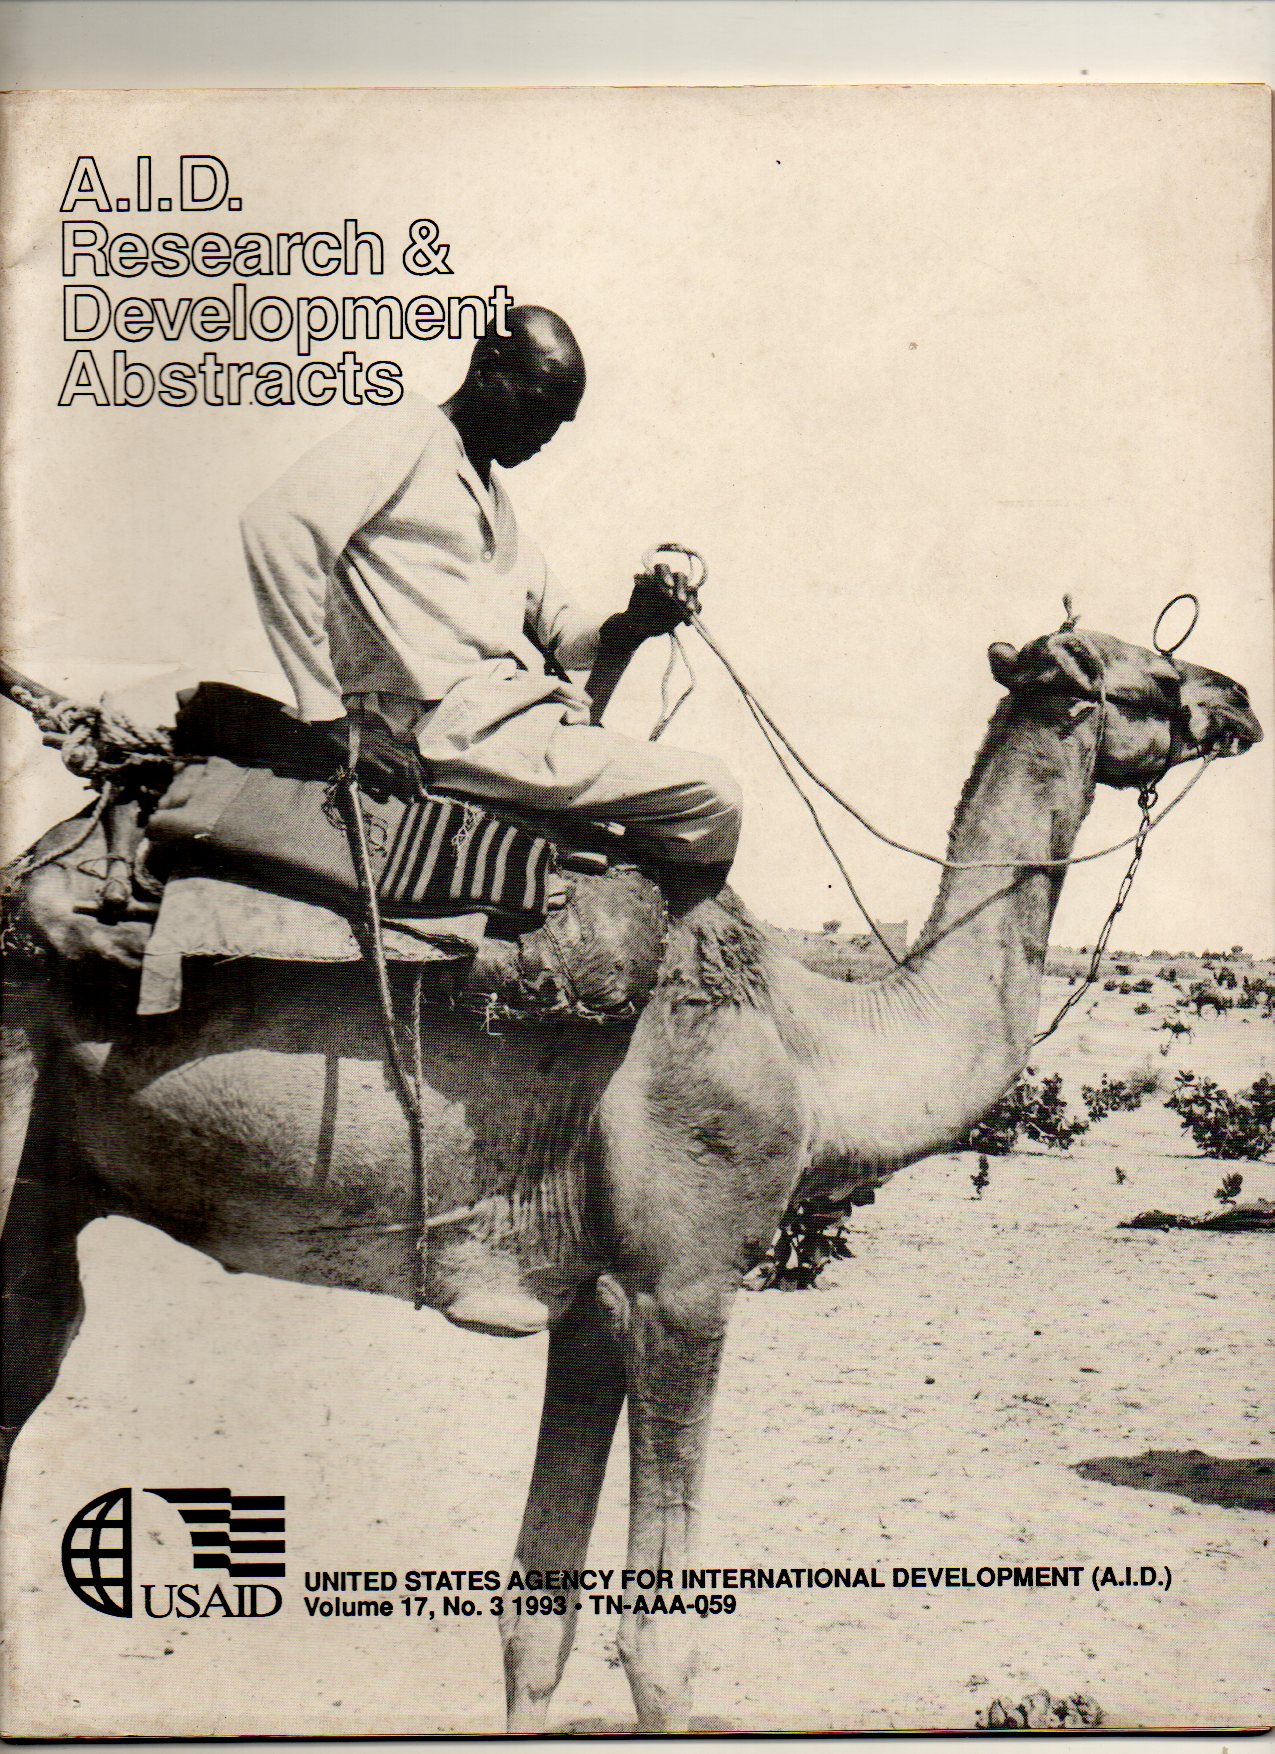 A.I.D.
Research &
Development
Abstracts
USAID
UNITED STATES AGENCY FOR INTERNATIONAL DEVELOPMENT (A.I.D.)
Volume 17, No. 3 1993 • TN-AAA-059